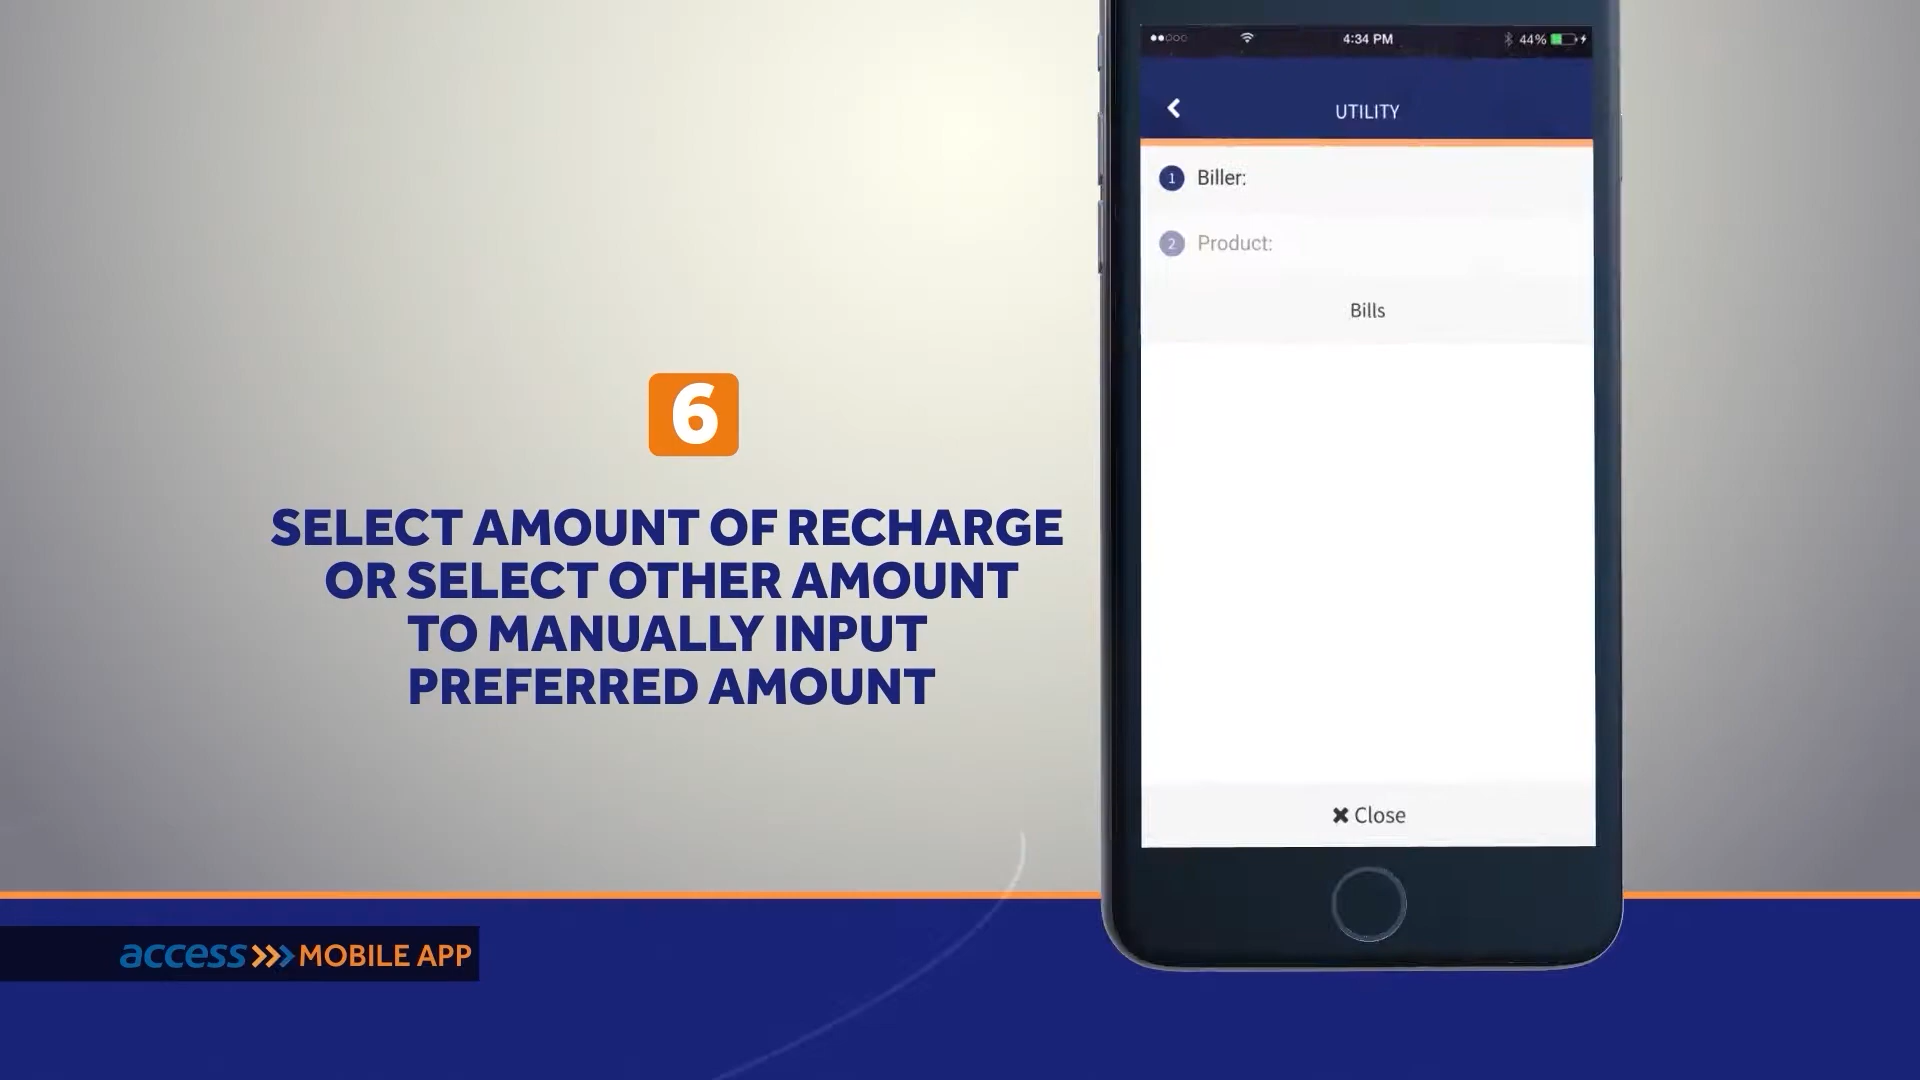 4:34 PM
44%
UTILITY
1 Biller:
2 Product:
Bills
6
SELECT AMOUNT OF RECHARGE
OR SELECT OTHER AMOUNT
TO MANUALLY INPUT
PREFERRED AMOUNT
Close
access MOBILE APP